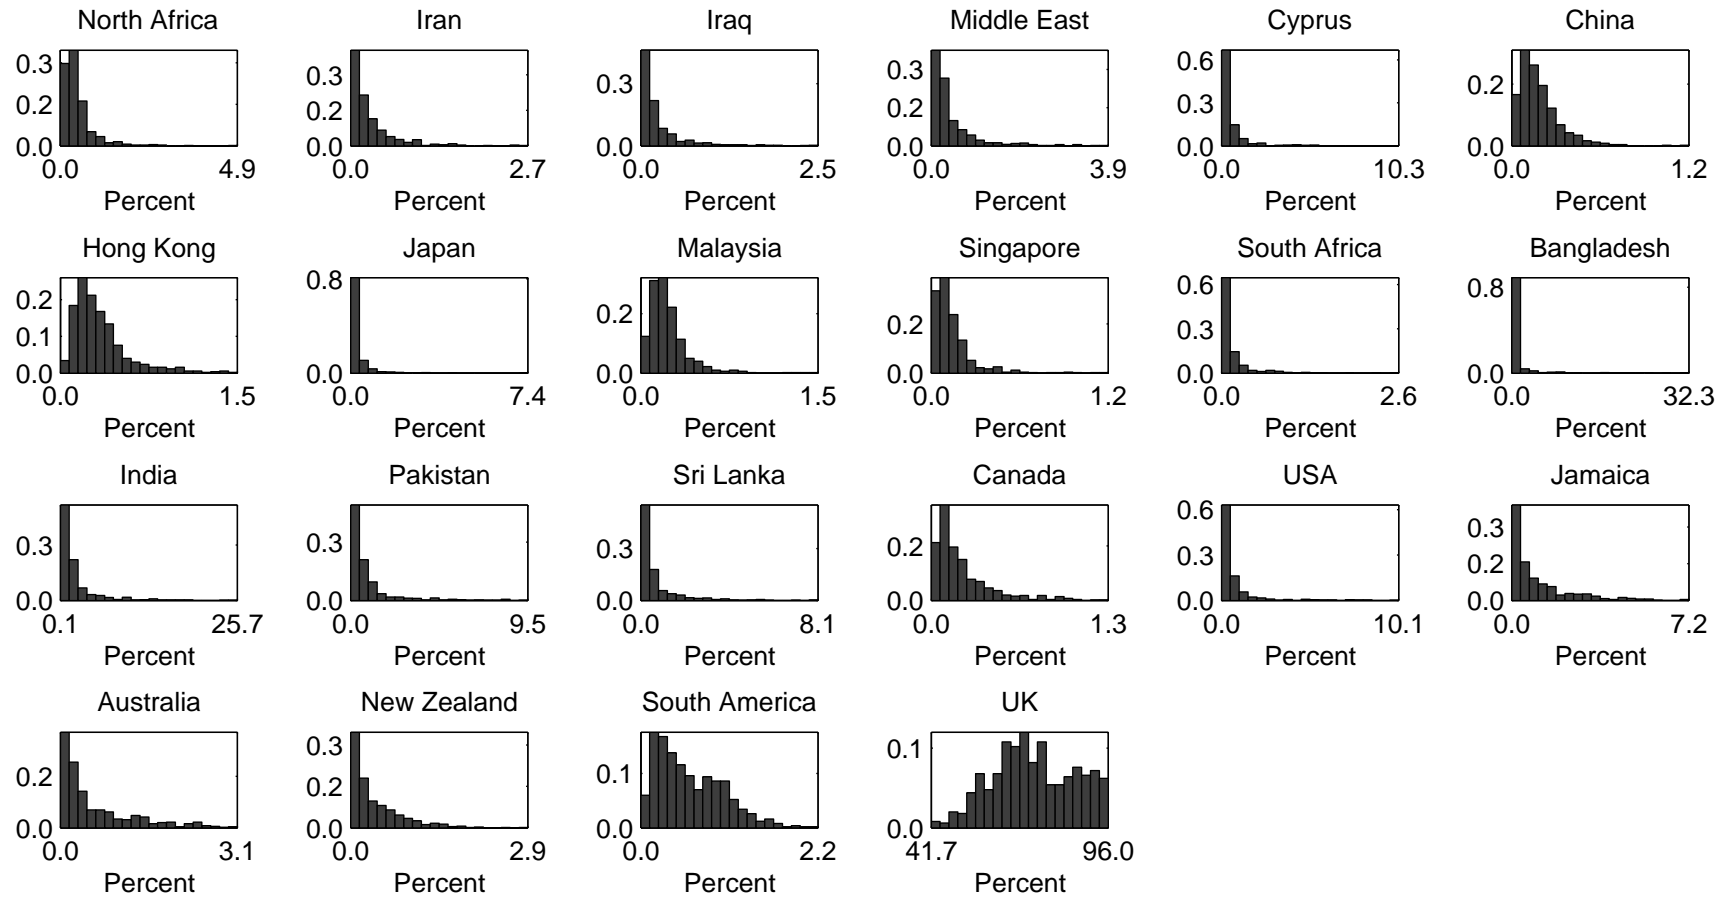 North Africa Iran Iraq Middle East Cyprus China
0.3 0.3 0.3 0.3 0.6 0.2
0.2 0.2 0.2 0.3
0.1 0.1 0.1
0.0 0.0 0.0 0.0 0.0 0.0
0.0 4.9 0.0 2.7 0.0 2.5 0.0 3.9 0.0 10.3 0.0 1.2
Percent Percent Percent Percent Percent Percent
Hong Kong Japan Malaysia Singapore South Africa Bangladesh
0.2 0.8 0.2 0.2 0.6 0.8
0.1 0.3
0.0 0.0 0.0 0.0 0.0 0.0
0.0 1.5 0.0 7.4 0.0 1.5 0.0 1.2 0.0 2.6 0.0 32.3
Percent Percent Percent Percent Percent Percent
India Pakistan Sri Lanka Canada USA Jamaica
0.3 0.3 0.3 0.2 0.6 0.3
0.3 0.2
0.1
0.0 0.0 0.0 0.0 0.0 0.0
0.1 25.7 0.0 9.5 0.0 8.1 0.0 1.3 0.0 10.1 0.0 7.2
Percent Percent Percent Percent Percent Percent
Australia New Zealand South America UK
0.2 0.3 0.1 0.1
0.2
0.1
0.0 0.0 0.0 0.0
0.0 3.1 0.0 2.9 0.0 2.2 41.7 96.0
Percent Percent Percent Percent